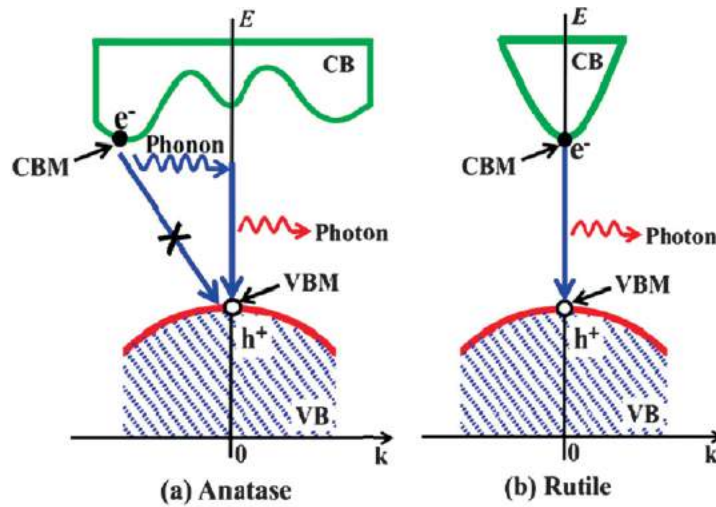 E
CB
e-
Phonon
CBM
Photon
VBM
h+
VB
0
k
(a) Anatase
E
CB
e-
CBM
Photon
VBM
h+
VB
0
k
(b) Rutile